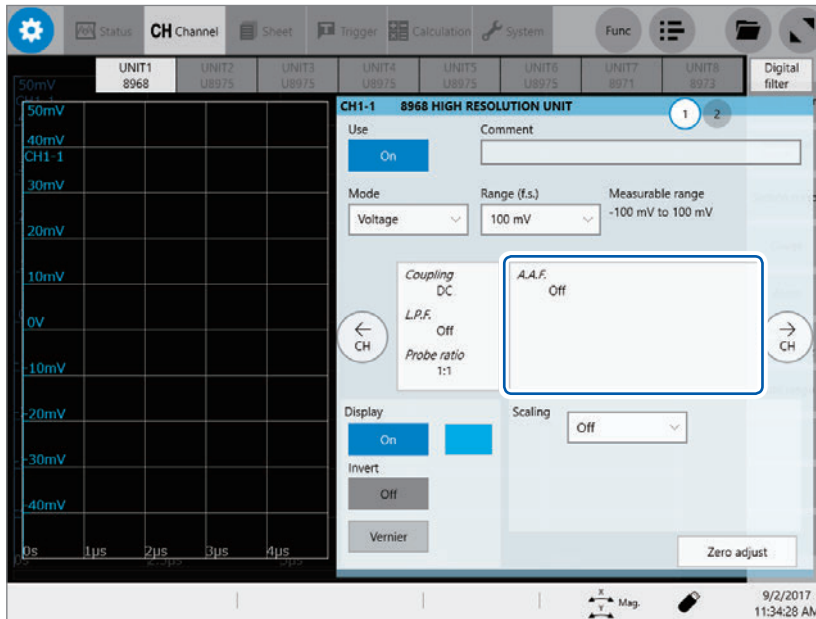 Status CH Channel Sheet Trigger Calculation System Func
UNIT1 UNIT2 UNIT3 UNIT4 UNIT5 UNIT6 UNIT7 UNIT8 Digital
8968 U8975 U8975 U8975 U8975 U8975 8971 8973 filter
50mV
50mV
40mV
CH1-1
30mV
20mV
10mV
0V
-10mV
-20mV
-30mV
-40mV
0s 1µs 2µs 3µs 4µs
CH1-1 8968 HIGH RESOLUTION UNIT 1 2
Use Comment
On
Mode Range (f.s.) Measurable range
Voltage 100 mV -100 mV to 100 mV
Coupling A.A.F.
DC Off
L.P.F.
Off
Probe ratio
1:1
CH CH
Display Scaling
On Off
Invert
Off
Vernier
Zero adjust
X
Y Mag.
9/2/2017
11:34:28 AM